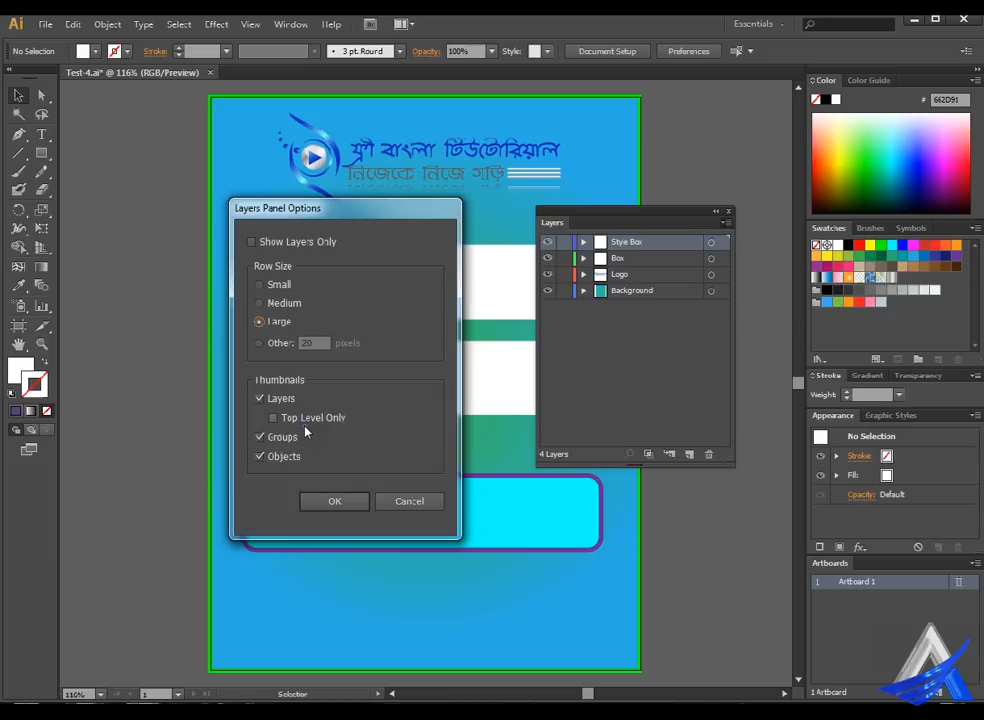 Ai File Edit Object Type Select Effect View Window Help Br Essentials
No Selection Stroke: 3 pt. Round Opacity: 100% Style: Document Setup Preferences
Test-4.ai* @ 116% (RGB/Preview)
Color Color Guide
# 662D91
বাংলা টিউটোরিয়াল
নিজেকে নিজে গড়ি
Layers Panel Options
Show Layers Only
Row Size
Small
Medium
Large
Other: 20 pixels
Thumbnails
Layers
Top Level Only
Groups
Objects
OK Cancel
Layers
Stye Box
Box
Logo
Background
4 Layers
Swatches Brushes Symbols
Stroke Gradient Transparency
Weight:
Appearance Graphic Styles
No Selection
Stroke:
Fill:
Opacity: Default
fx
Artboards
1 Artboard 1
1 Artboard
116% 1 Selection